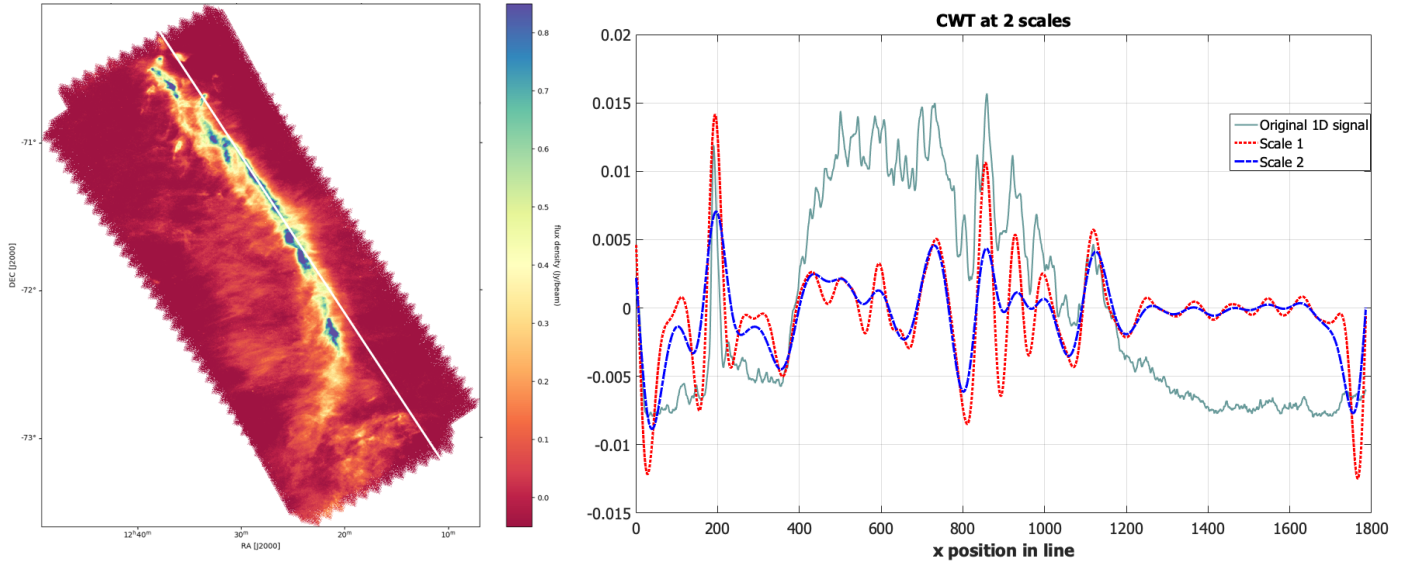 -71°
-72°
-73°
DEC [J2000]
12ʰ40ᵐ
30ᵐ
20ᵐ
10ᵐ
RA [J2000]
0.8
0.7
0.6
0.5
0.4
0.3
0.2
0.1
0.0
flux density (Jy/beam)
CWT at 2 scales
0.02
0.015
0.01
0.005
0
-0.005
-0.01
-0.015
Original 1D signal
Scale 1
Scale 2
0
200
400
600
800
1000
1200
1400
1600
1800
x position in line